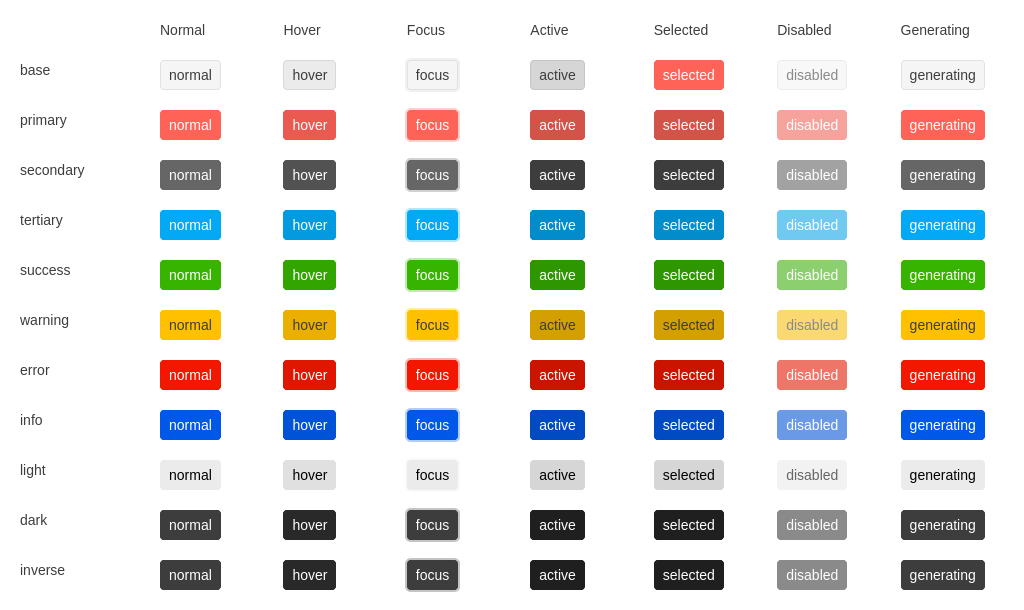 Normal Hover Focus Active Selected Disabled Generating
base normal hover focus active selected disabled generating
primary normal hover focus active selected disabled generating
secondary normal hover focus active selected disabled generating
tertiary normal hover focus active selected disabled generating
success normal hover focus active selected disabled generating
warning normal hover focus active selected disabled generating
error normal hover focus active selected disabled generating
info normal hover focus active selected disabled generating
light normal hover focus active selected disabled generating
dark normal hover focus active selected disabled generating
inverse normal hover focus active selected disabled generating